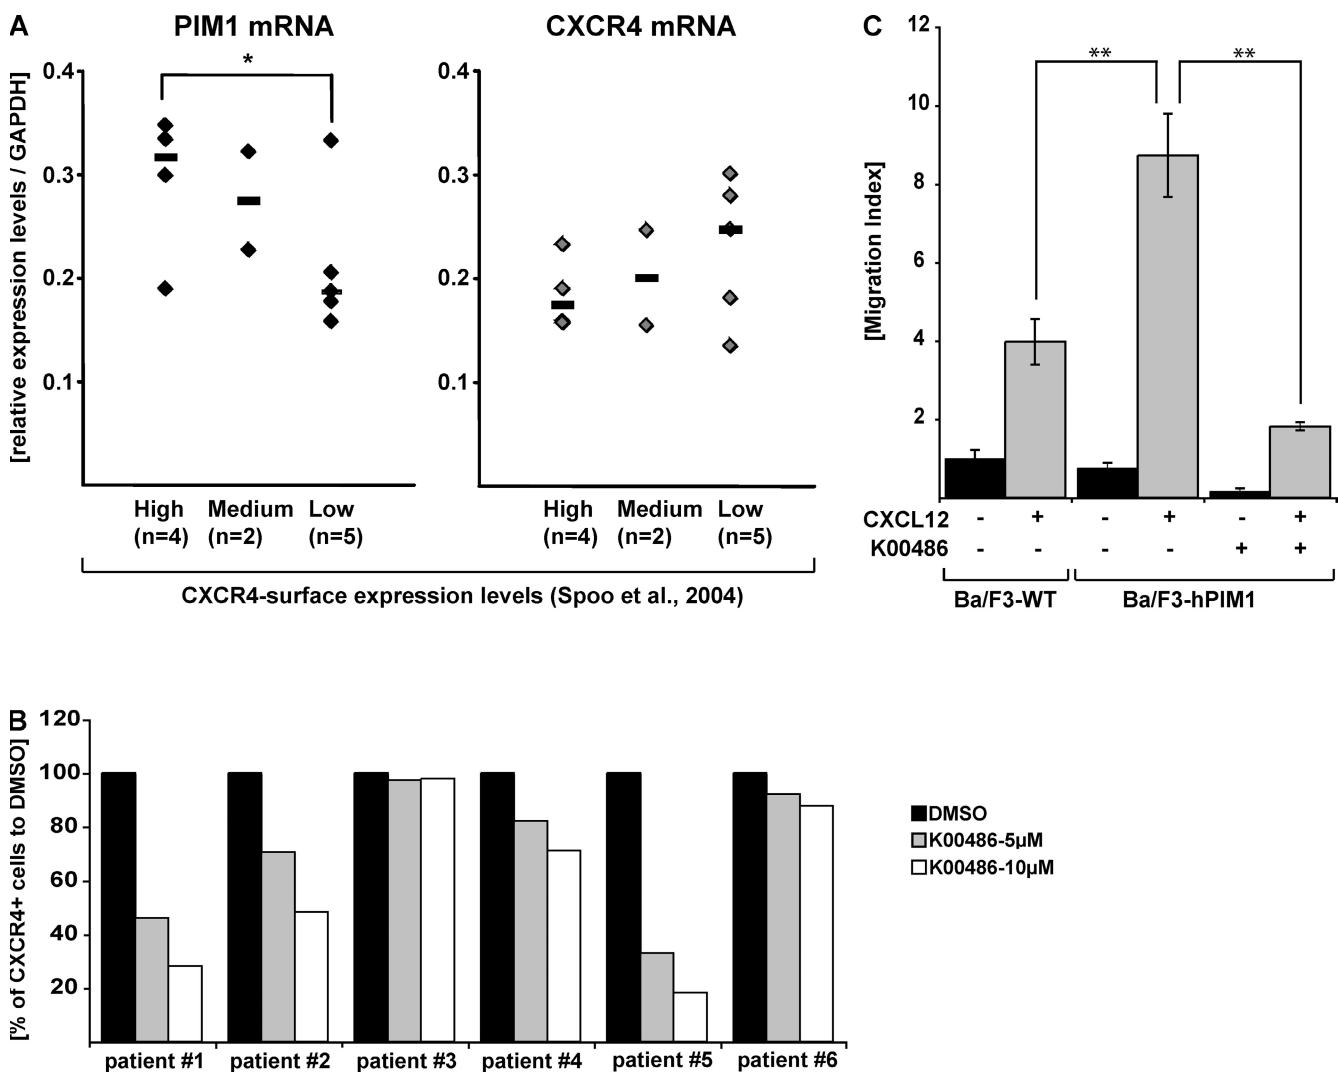 A
PIM1 mRNA
CXCR4 mRNA
[relative expression levels / GAPDH]
0.4
0.3
0.2
0.1
*
0.4
0.3
0.2
0.1
High Medium Low
(n=4) (n=2) (n=5)
High Medium Low
(n=4) (n=2) (n=5)
CXCR4-surface expression levels (Spoo et al., 2004)
C
[Migration Index]
12
10
8
6
4
2
** **
CXCL12 - + - + - +
K00486 - - - - + +
Ba/F3-WT Ba/F3-hPIM1
B
[% of CXCR4+ cells to DMSO]
120
100
80
60
40
20
patient #1 patient #2 patient #3 patient #4 patient #5 patient #6
DMSO
K00486-5µM
K00486-10µM